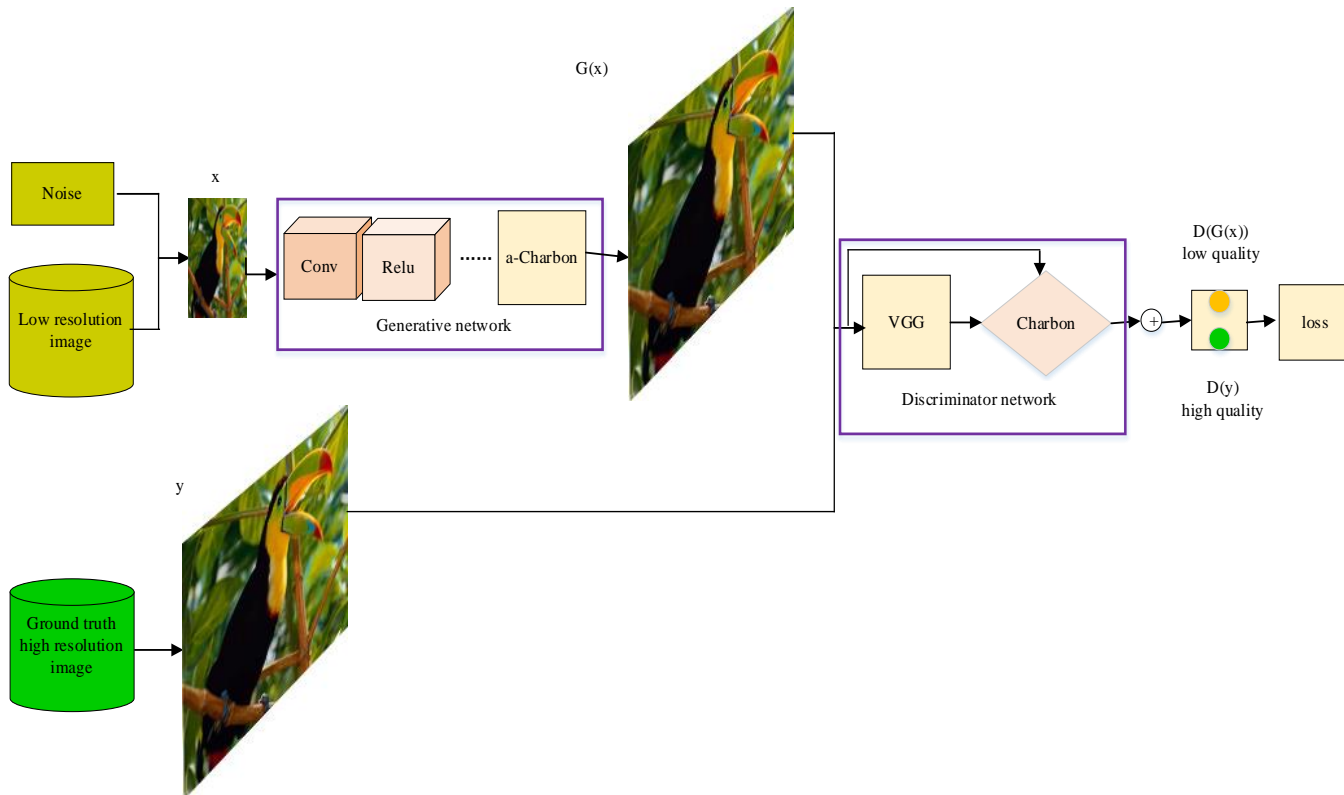 G(x)
x
Noise
Low resolution
image
Conv
Relu
......
a-Charbon
Generative network
D(G(x))
low quality
VGG
Charbon
+
loss
Discriminator network
D(y)
high quality
y
Ground truth
high resolution
image